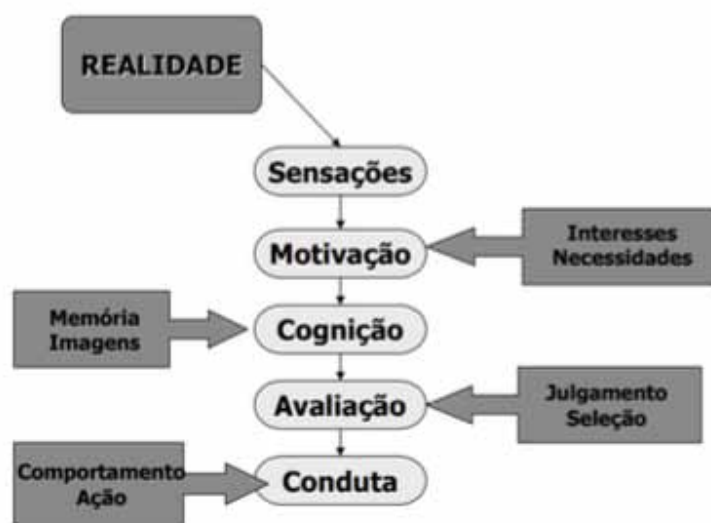 REALIDADE
Sensações
Motivação
Interesses
Necessidades
Memória
Imagens
Cognição
Avaliação
Julgamento
Seleção
Comportamento
Ação
Conduta